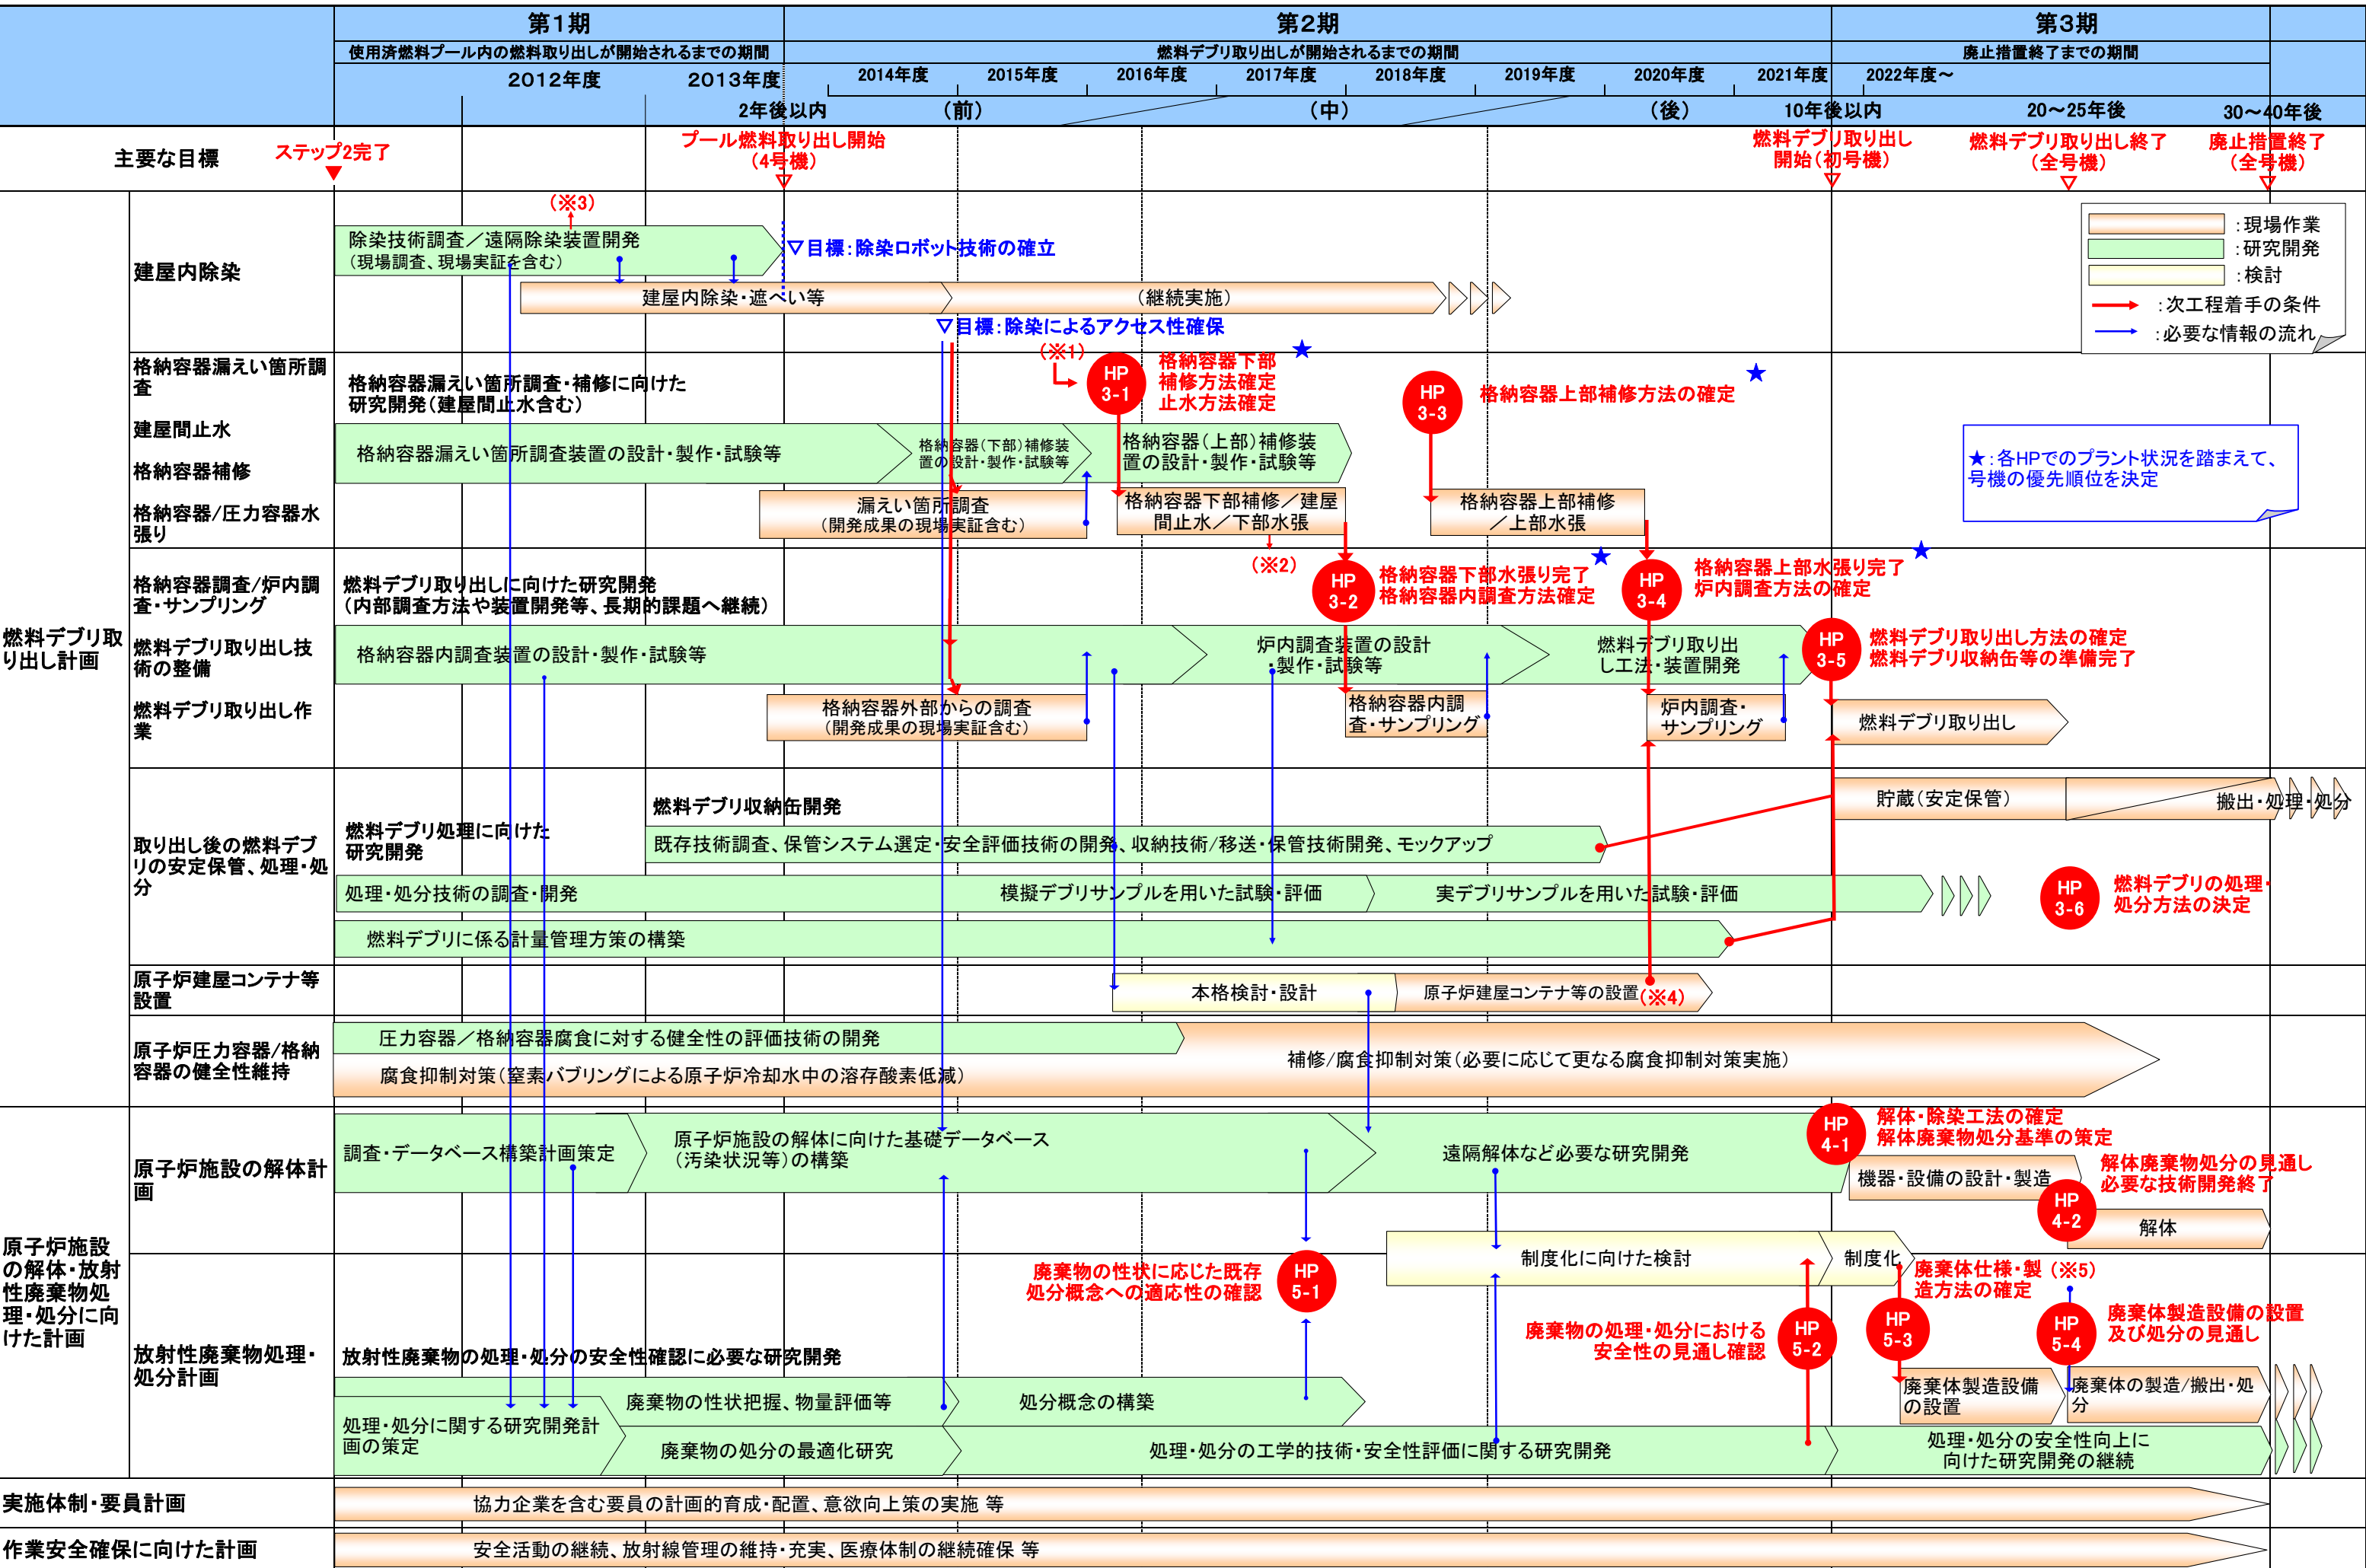 第1期
第2期
第3期
使用済燃料プール内の燃料取り出しが開始されるまでの期間
燃料デブリ取り出しが開始されるまでの期間
廃止措置終了までの期間
2012年度
2013年度
2014年度
2015年度
2016年度
2017年度
2018年度
2019年度
2020年度
2021年度
2022年度～
2年後以内
（前）
（中）
（後）
10年後以内
20～25年後
30～40年後
主要な目標
ステップ2完了
プール燃料取り出し開始
（4号機）
燃料デブリ取り出し
開始（初号機）
燃料デブリ取り出し終了
（全号機）
廃止措置終了
（全号機）
：現場作業
：研究開発
：検討
：次工程着手の条件
：必要な情報の流れ
燃料デブリ取
り出し計画
建屋内除染
（※3）
除染技術調査／遠隔除染装置開発
（現場調査、現場実証を含む）
▽目標：除染ロボット技術の確立
建屋内除染・遮へい等
（継続実施）
▽目標：除染によるアクセス性確保
格納容器漏えい箇所調
査
建屋間止水
格納容器補修
格納容器/圧力容器水
張り
格納容器漏えい箇所調査・補修に向けた
研究開発（建屋間止水含む）
（※1）
HP
3-1
格納容器下部
補修方法確定
止水方法確定
★
HP
3-3
格納容器上部補修方法の確定
★
格納容器漏えい箇所調査装置の設計・製作・試験等
格納容器（下部）補修装
置の設計・製作・試験等
格納容器（上部）補修装
置の設計・製作・試験等
漏えい箇所調査
（開発成果の現場実証含む）
格納容器下部補修／建屋
間止水／下部水張
格納容器上部補修
／上部水張
★：各HPでのプラント状況を踏まえて、
号機の優先順位を決定
格納容器調査/炉内調
査・サンプリング
燃料デブリ取り出し技
術の整備
燃料デブリ取り出し作
業
燃料デブリ取り出しに向けた研究開発
（内部調査方法や装置開発等、長期的課題へ継続）
（※2）
HP
3-2
格納容器下部水張り完了
格納容器内調査方法確定
★
HP
3-4
格納容器上部水張り完了
炉内調査方法の確定
★
格納容器内調査装置の設計・製作・試験等
炉内調査装置の設計
・製作・試験等
燃料デブリ取り出
し工法・装置開発
HP
3-5
燃料デブリ取り出し方法の確定
燃料デブリ収納缶等の準備完了
格納容器外部からの調査
（開発成果の現場実証含む）
格納容器内調
査・サンプリング
炉内調査・
サンプリング
燃料デブリ取り出し
取り出し後の燃料デブ
リの安定保管、処理・処
分
燃料デブリ処理に向けた
研究開発
燃料デブリ収納缶開発
貯蔵（安定保管）
搬出・処理・処分
既存技術調査、保管システム選定・安全評価技術の開発、収納技術/移送・保管技術開発、モックアップ
処理・処分技術の調査・開発
模擬デブリサンプルを用いた試験・評価
実デブリサンプルを用いた試験・評価
HP
3-6
燃料デブリの処理・
処分方法の決定
燃料デブリに係る計量管理方策の構築
原子炉建屋コンテナ等
設置
本格検討・設計
原子炉建屋コンテナ等の設置
（※4）
原子炉圧力容器/格納
容器の健全性維持
圧力容器／格納容器腐食に対する健全性の評価技術の開発
腐食抑制対策（窒素バブリングによる原子炉冷却水中の溶存酸素低減）
補修/腐食抑制対策（必要に応じて更なる腐食抑制対策実施）
原子炉施設
の解体・放射
性廃棄物処
理・処分に向
けた計画
原子炉施設の解体計
画
調査・データベース構築計画策定
原子炉施設の解体に向けた基礎データベース
（汚染状況等）の構築
遠隔解体など必要な研究開発
HP
4-1
解体・除染工法の確定
解体廃棄物処分基準の策定
機器・設備の設計・製造
HP
4-2
解体廃棄物処分の見通し
必要な技術開発終了
解体
制度化に向けた検討
制度化
放射性廃棄物処理・
処分計画
廃棄物の性状に応じた既存
処分概念への適応性の確認
HP
5-1
廃棄物の処理・処分における
安全性の見通し確認
HP
5-2
HP
5-3
廃棄体仕様・製
造方法の確定
（※5）
HP
5-4
廃棄体製造設備の設置
及び処分の見通し
放射性廃棄物の処理・処分の安全性確認に必要な研究開発
処理・処分に関する研究開発計
画の策定
廃棄物の性状把握、物量評価等
処分概念の構築
廃棄物の処分の最適化研究
処理・処分の工学的技術・安全性評価に関する研究開発
廃棄体製造設備
の設置
廃棄体の製造/搬出・処
分
処理・処分の安全性向上に
向けた研究開発の継続
実施体制・要員計画
協力企業を含む要員の計画的育成・配置、意欲向上策の実施 等
作業安全確保に向けた計画
安全活動の継続、放射線管理の維持・充実、医療体制の継続確保 等